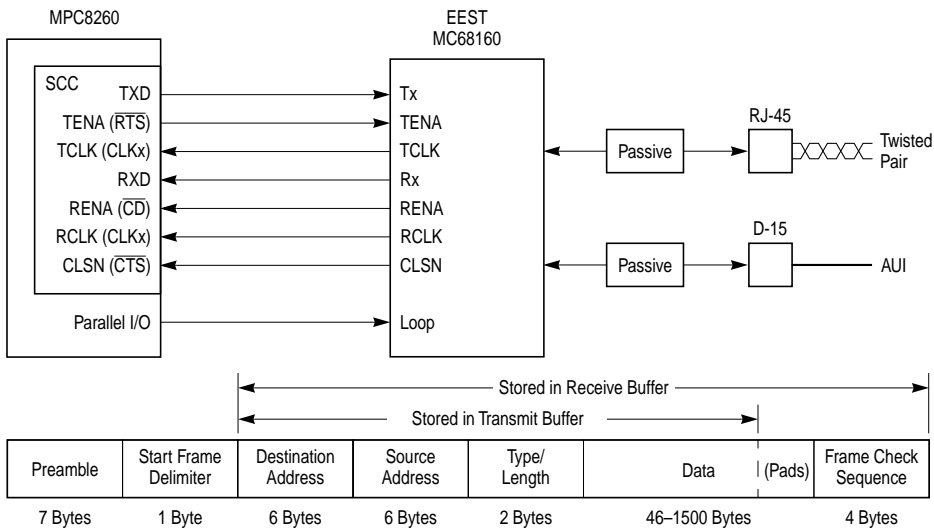 MPC8260
EEST
MC68160
SCC
TXD
TENA (RTS)
TCLK (CLKx)
RXD
RENA (CD)
RCLK (CLKx)
CLSN (CTS)
Parallel I/O
Tx
TENA
TCLK
Rx
RENA
RCLK
CLSN
Loop
Passive
RJ-45
Twisted
Pair
Passive
D-15
AUI
Stored in Receive Buffer
Stored in Transmit Buffer
Preamble
Start Frame
Delimiter
Destination
Address
Source
Address
Type/
Length
Data
(Pads)
Frame Check
Sequence
7 Bytes
1 Byte
6 Bytes
6 Bytes
2 Bytes
46–1500 Bytes
4 Bytes